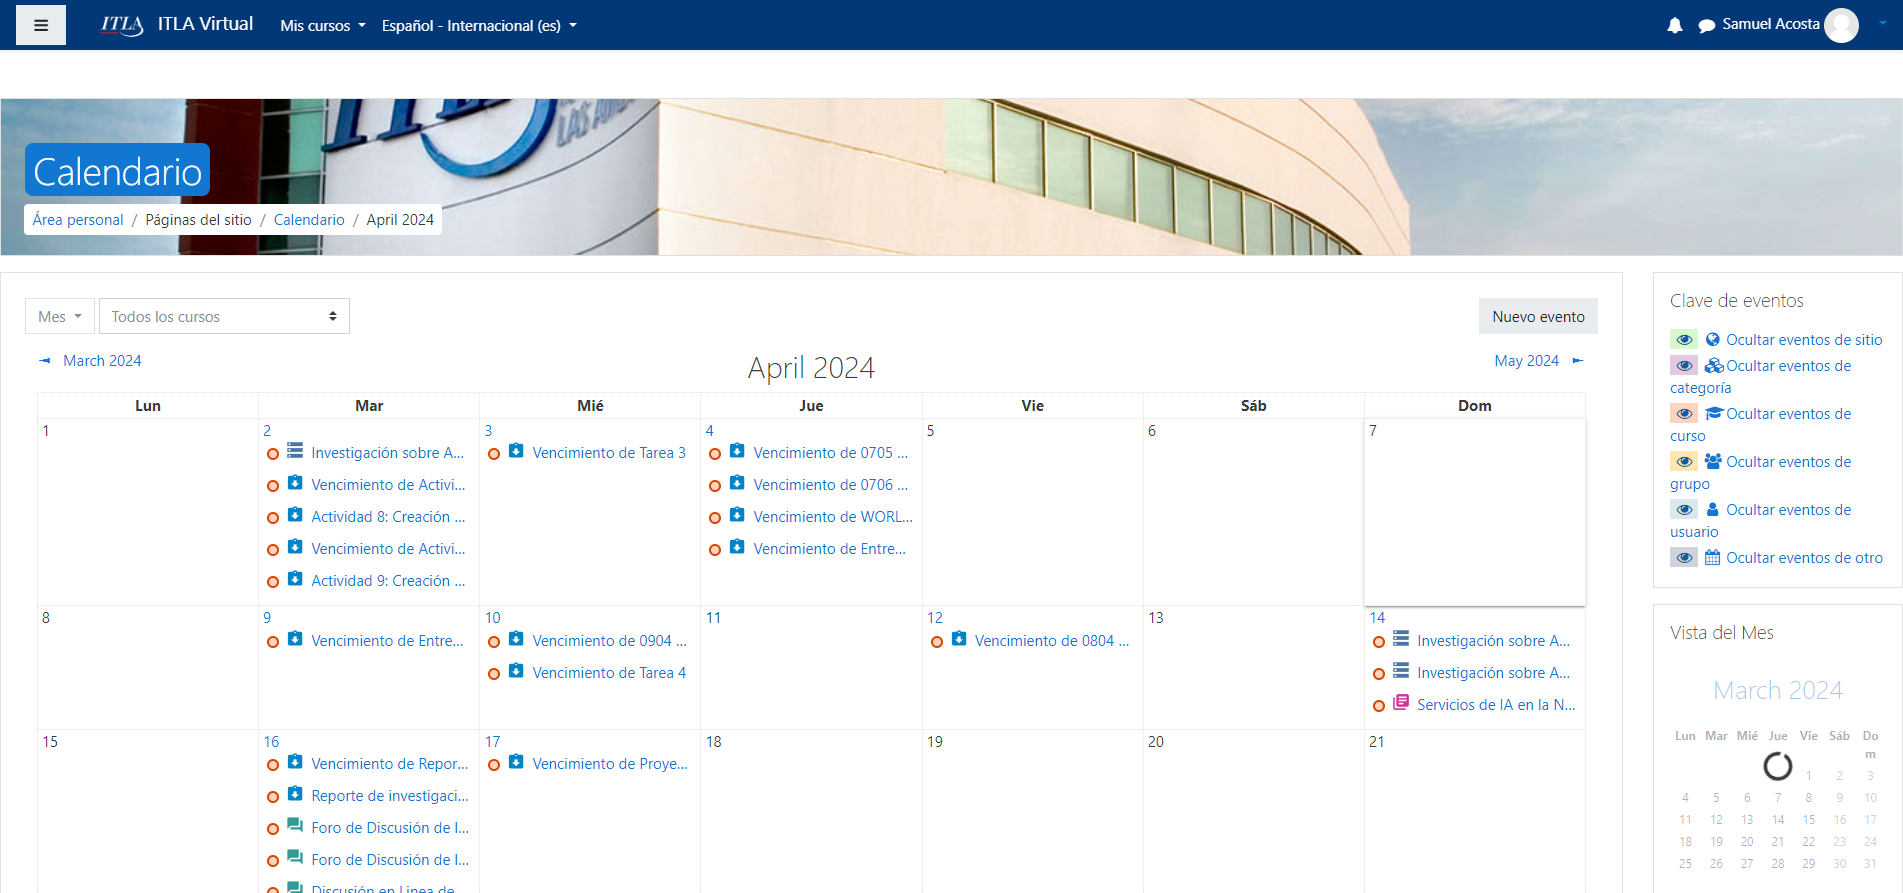 ITLA ITLA Virtual Mis cursos Español - Internacional (es) Samuel Acosta
Calendario
Área personal / Páginas del sitio / Calendario / April 2024
Mes Todos los cursos Nuevo evento
◄ March 2024 April 2024 May 2024 ►
Lun Mar Mié Jue Vie Sáb Dom
1 2 3 4 5 6 7
Investigación sobre A... Vencimiento de Tarea 3 Vencimiento de 0705 ...
Vencimiento de Activi... Vencimiento de 0706 ...
Actividad 8: Creación ... Vencimiento de WORL...
Vencimiento de Activi... Vencimiento de Entre...
Actividad 9: Creación ...
8 9 10 11 12 13 14
Vencimiento de Entre... Vencimiento de 0904 ... Vencimiento de 0804 ... Investigación sobre A...
Vencimiento de Tarea 4 Investigación sobre A...
Servicios de IA en la N...
15 16 17 18 19 20 21
Vencimiento de Repor... Vencimiento de Proye...
Reporte de investigaci...
Foro de Discusión de I...
Foro de Discusión de I...
Discusión en Linea de
Clave de eventos
Ocultar eventos de sitio
Ocultar eventos de
categoría
Ocultar eventos de
curso
Ocultar eventos de
grupo
Ocultar eventos de
usuario
Ocultar eventos de otro
Vista del Mes
March 2024
Lun Mar Mié Jue Vie Sáb Do
m
1 2 3
4 5 6 7 8 9 10
11 12 13 14 15 16 17
18 19 20 21 22 23 24
25 26 27 28 29 30 31